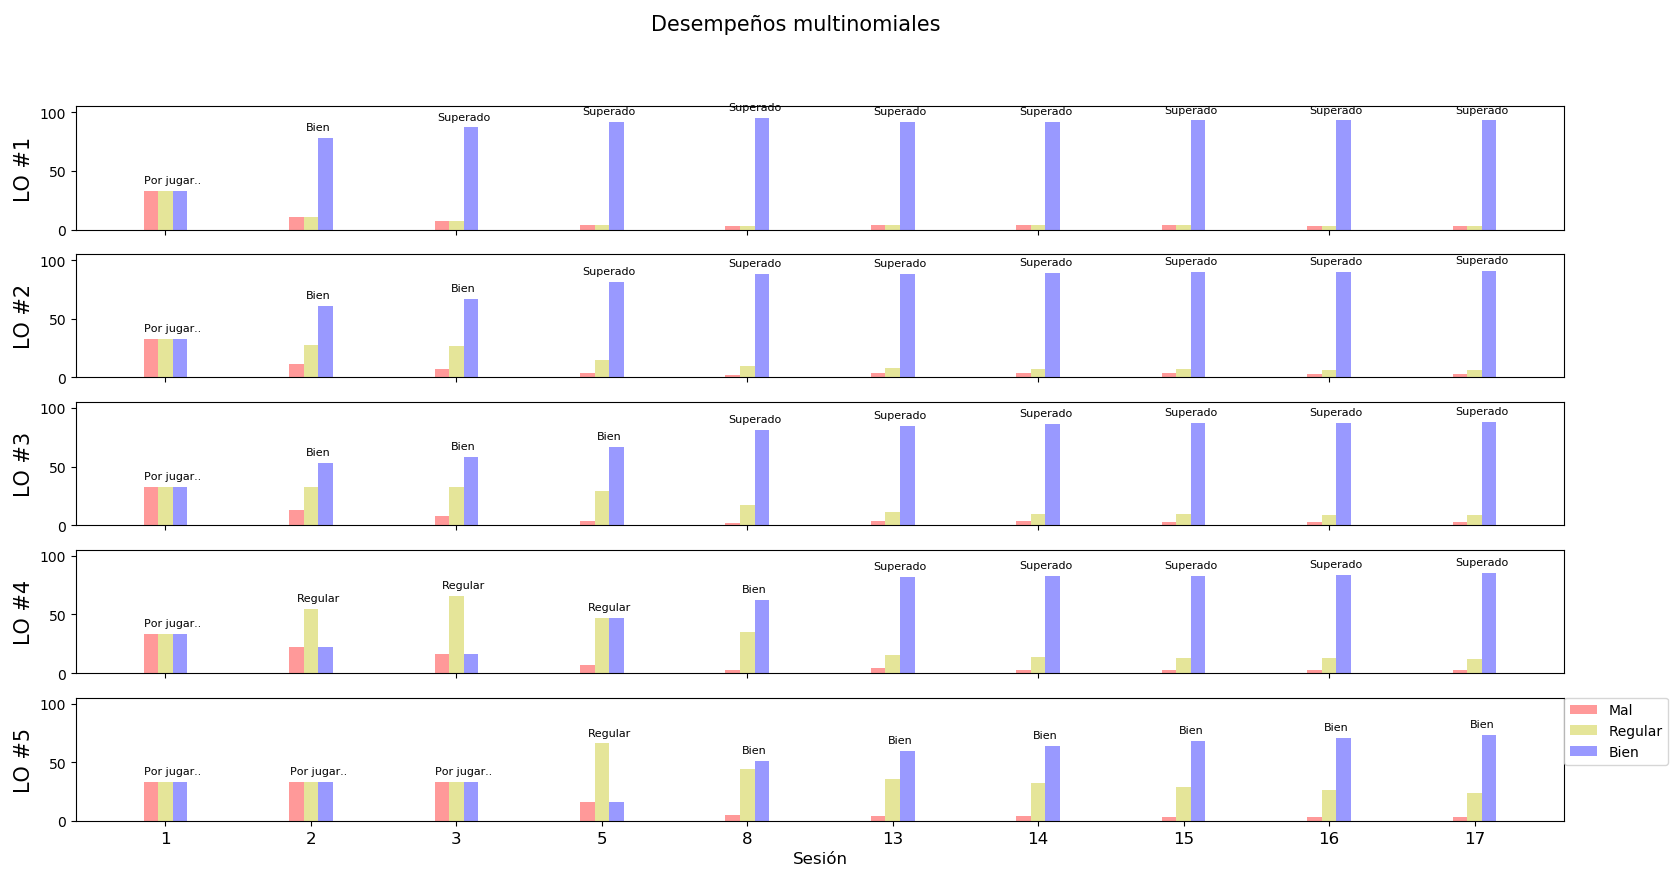 Desempeños multinomiales
LO #1
100
50
0
Por jugar..
Bien
Superado
Superado
Superado
Superado
Superado
Superado
Superado
Superado
LO #2
100
50
0
Por jugar..
Bien
Bien
Superado
Superado
Superado
Superado
Superado
Superado
Superado
LO #3
100
50
0
Por jugar..
Bien
Bien
Bien
Superado
Superado
Superado
Superado
Superado
Superado
LO #4
100
50
0
Por jugar..
Regular
Regular
Regular
Bien
Superado
Superado
Superado
Superado
Superado
LO #5
100
50
0
Por jugar..
Por jugar..
Por jugar..
Regular
Bien
Bien
Bien
Bien
Bien
Bien
Mal
Regular
Bien
1 2 3 5 8 13 14 15 16 17
Sesión